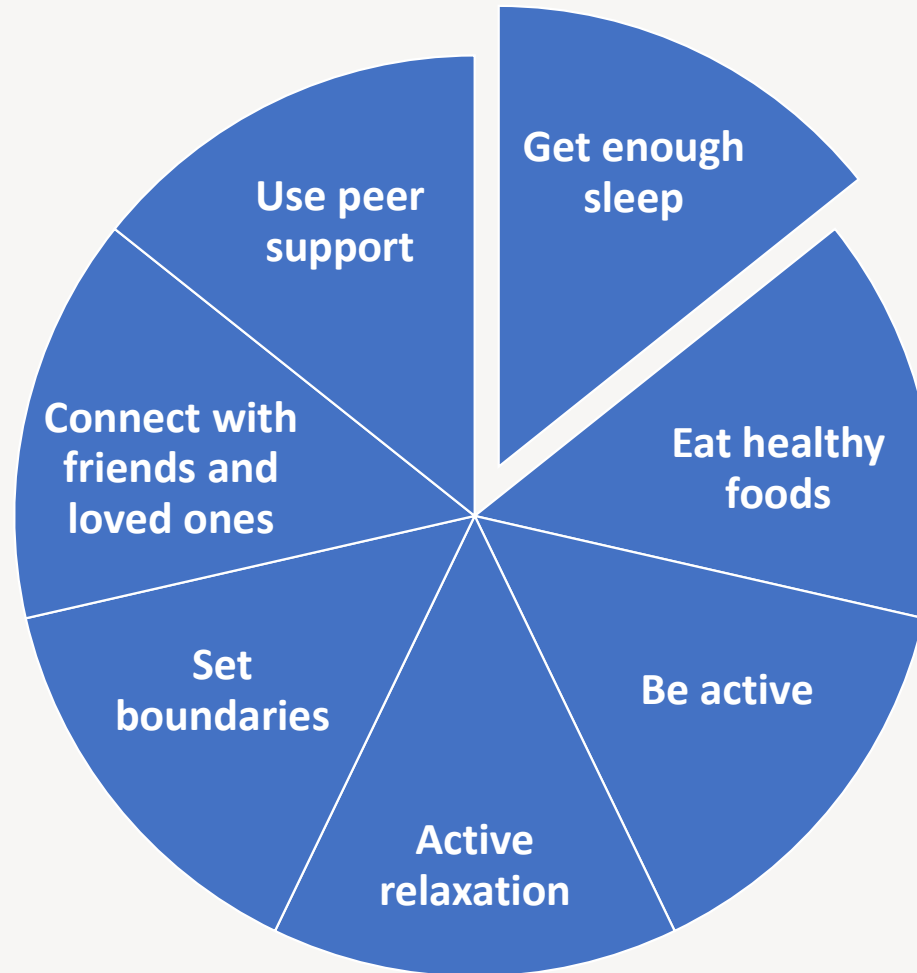 Get enough
sleep
Eat healthy
foods
Be active
Active
relaxation
Set
boundaries
Connect with
friends and
loved ones
Use peer
support